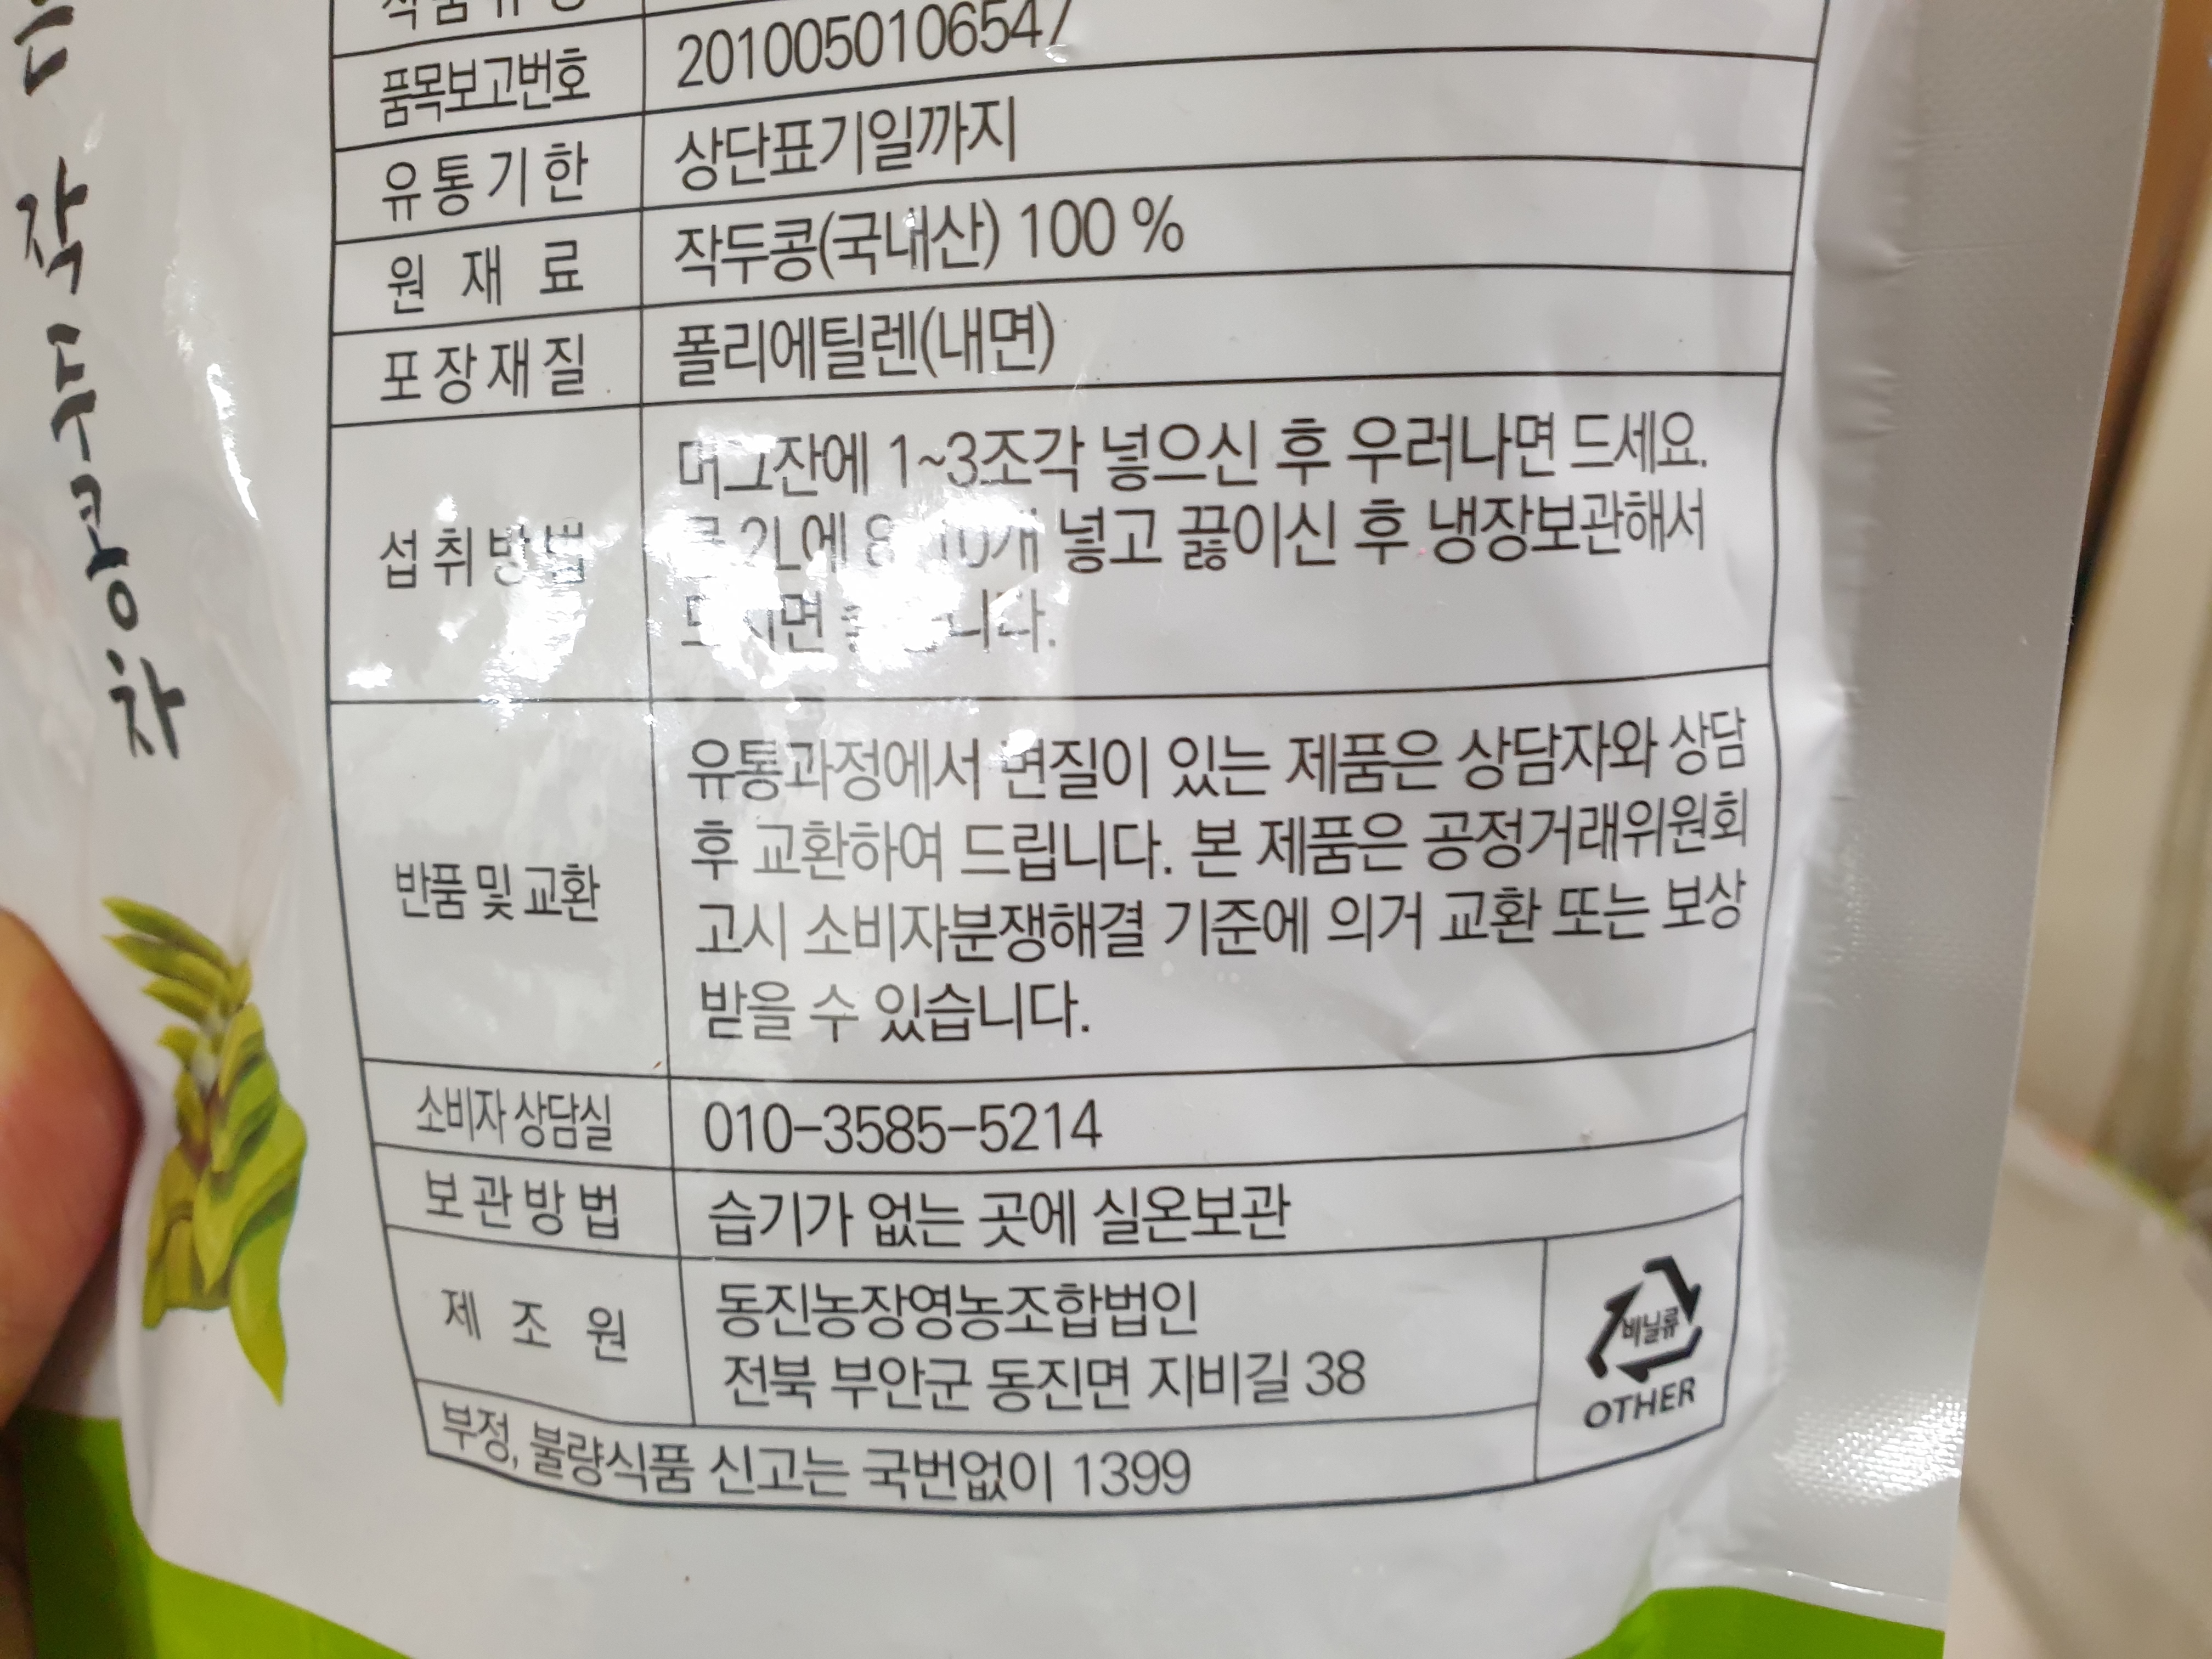 품목보고번호 2010050106547
유통기한 상단표기일까지
원재료 작두콩(국내산) 100 %
포장재질 폴리에틸렌(내면)
섭취방법
머그잔에 1~3조각 넣으신 후 우러나면 드세요.
2L에 8 10개 넣고 끓이신 후 냉장보관해서
반품 및 교환
유통과정에서 변질이 있는 제품은 상담자와 상담
후 교환하여 드립니다. 본 제품은 공정거래위원회
고시 소비자분쟁해결 기준에 의거 교환 또는 보상
받을 수 있습니다.
소비자 상담실 010-3585-5214
보관방법 습기가 없는 곳에 실온보관
제조원
동진농장영농조합법인
전북 부안군 동진면 지비길 38
비닐류
OTHER
부정, 불량식품 신고는 국번없이 1399
작두콩차